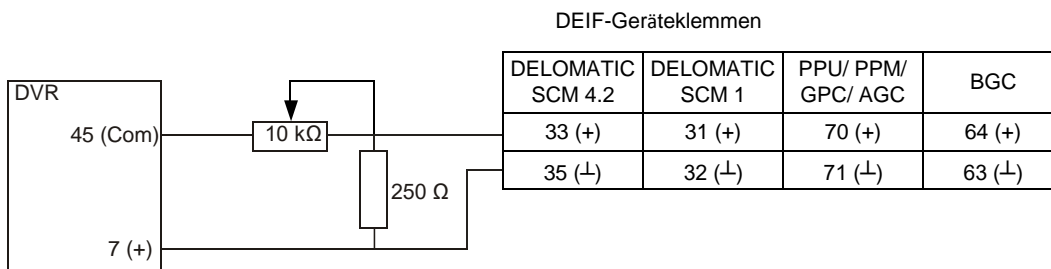 DEIF-Geräteklemmen
DELOMATIC SCM 4.2 DELOMATIC SCM 1 PPU/ PPM/ GPC/ AGC BGC
33 (+) 31 (+) 70 (+) 64 (+)
35 (⊥) 32 (⊥) 71 (⊥) 63 (⊥)
DVR
45 (Com)
10 kΩ
250 Ω
7 (+)